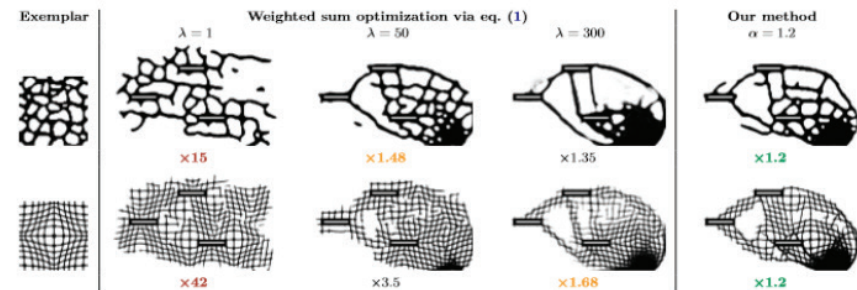 Exemplar
Weighted sum optimization via eq. (1)
Our method
λ = 1
λ = 50
λ = 300
α = 1.2
×15
×1.48
×1.35
×1.2
×42
×3.5
×1.68
×1.2